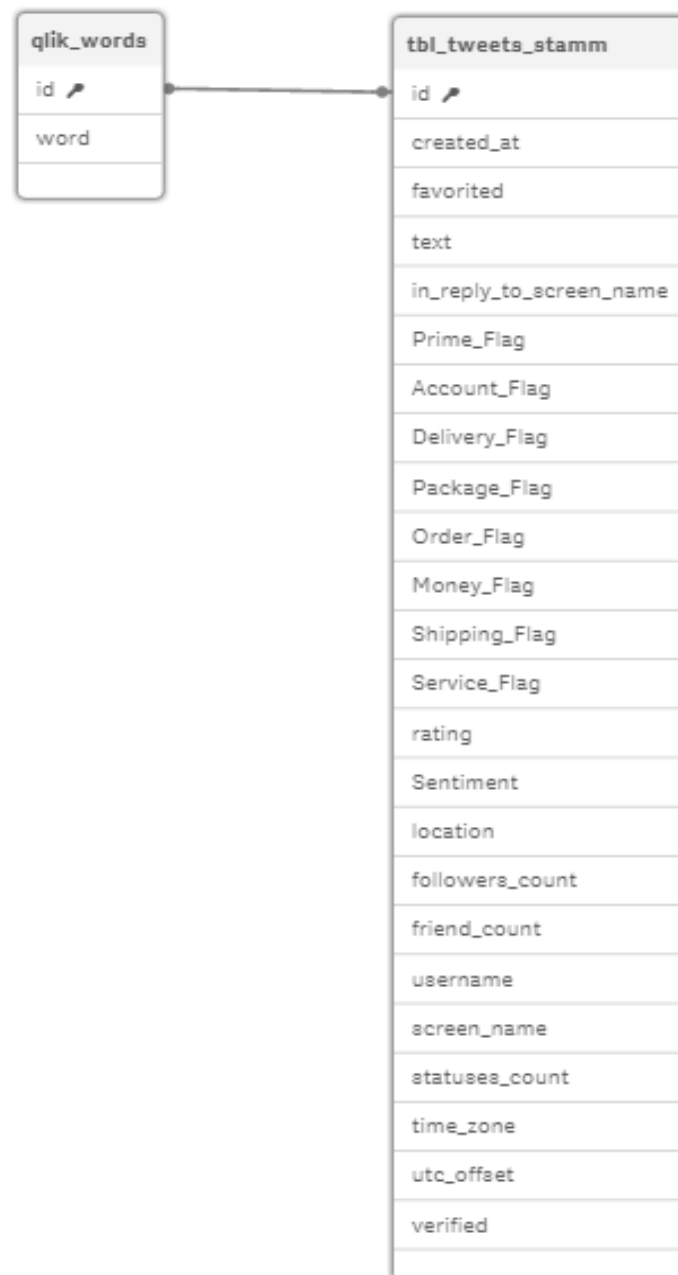 qlik_words
id
word
tbl_tweets_stamm
id
created_at
favorited
text
in_reply_to_screen_name
Prime_Flag
Account_Flag
Delivery_Flag
Package_Flag
Order_Flag
Money_Flag
Shipping_Flag
Service_Flag
rating
Sentiment
location
followers_count
friend_count
username
screen_name
statuses_count
time_zone
utc_offset
verified